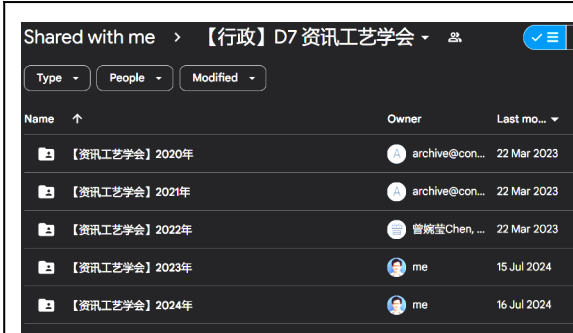 Shared with me > 【行政】D7 资讯工艺学会
Type People Modified
Name Owner Last mo...
【资讯工艺学会】2020年 A archive@con... 22 Mar 2023
【资讯工艺学会】2021年 A archive@con... 22 Mar 2023
【资讯工艺学会】2022年 曾 曾婉莹Chen, ... 22 Mar 2023
【资讯工艺学会】2023年 me 15 Jul 2024
【资讯工艺学会】2024年 me 16 Jul 2024